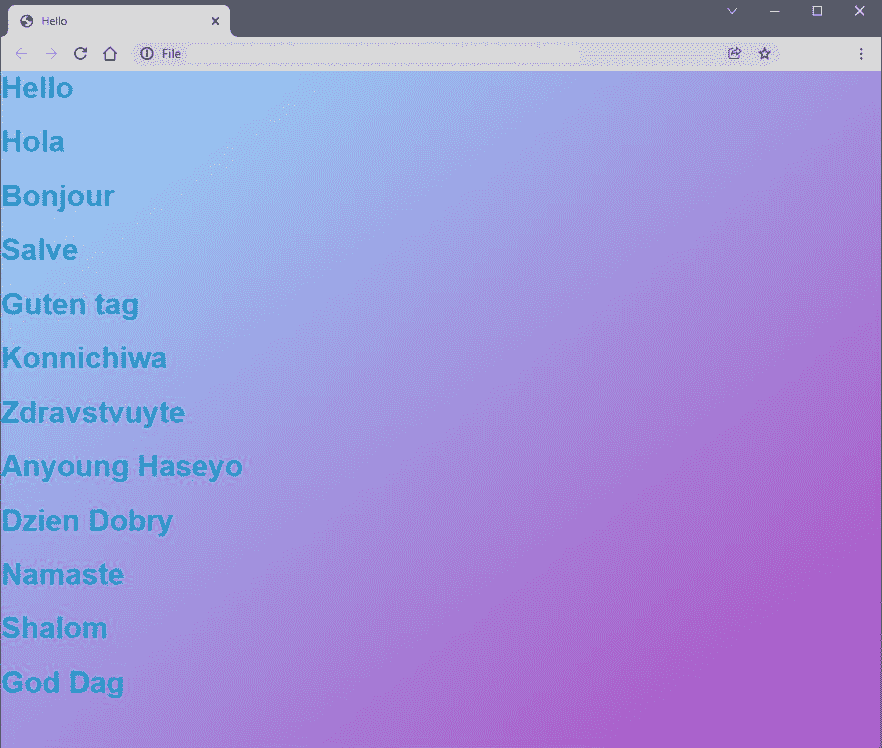 Hello
File
Hello
Hola
Bonjour
Salve
Guten tag
Konnichiwa
Zdravstvuyte
Anyoung Haseyo
Dzien Dobry
Namaste
Shalom
God Dag